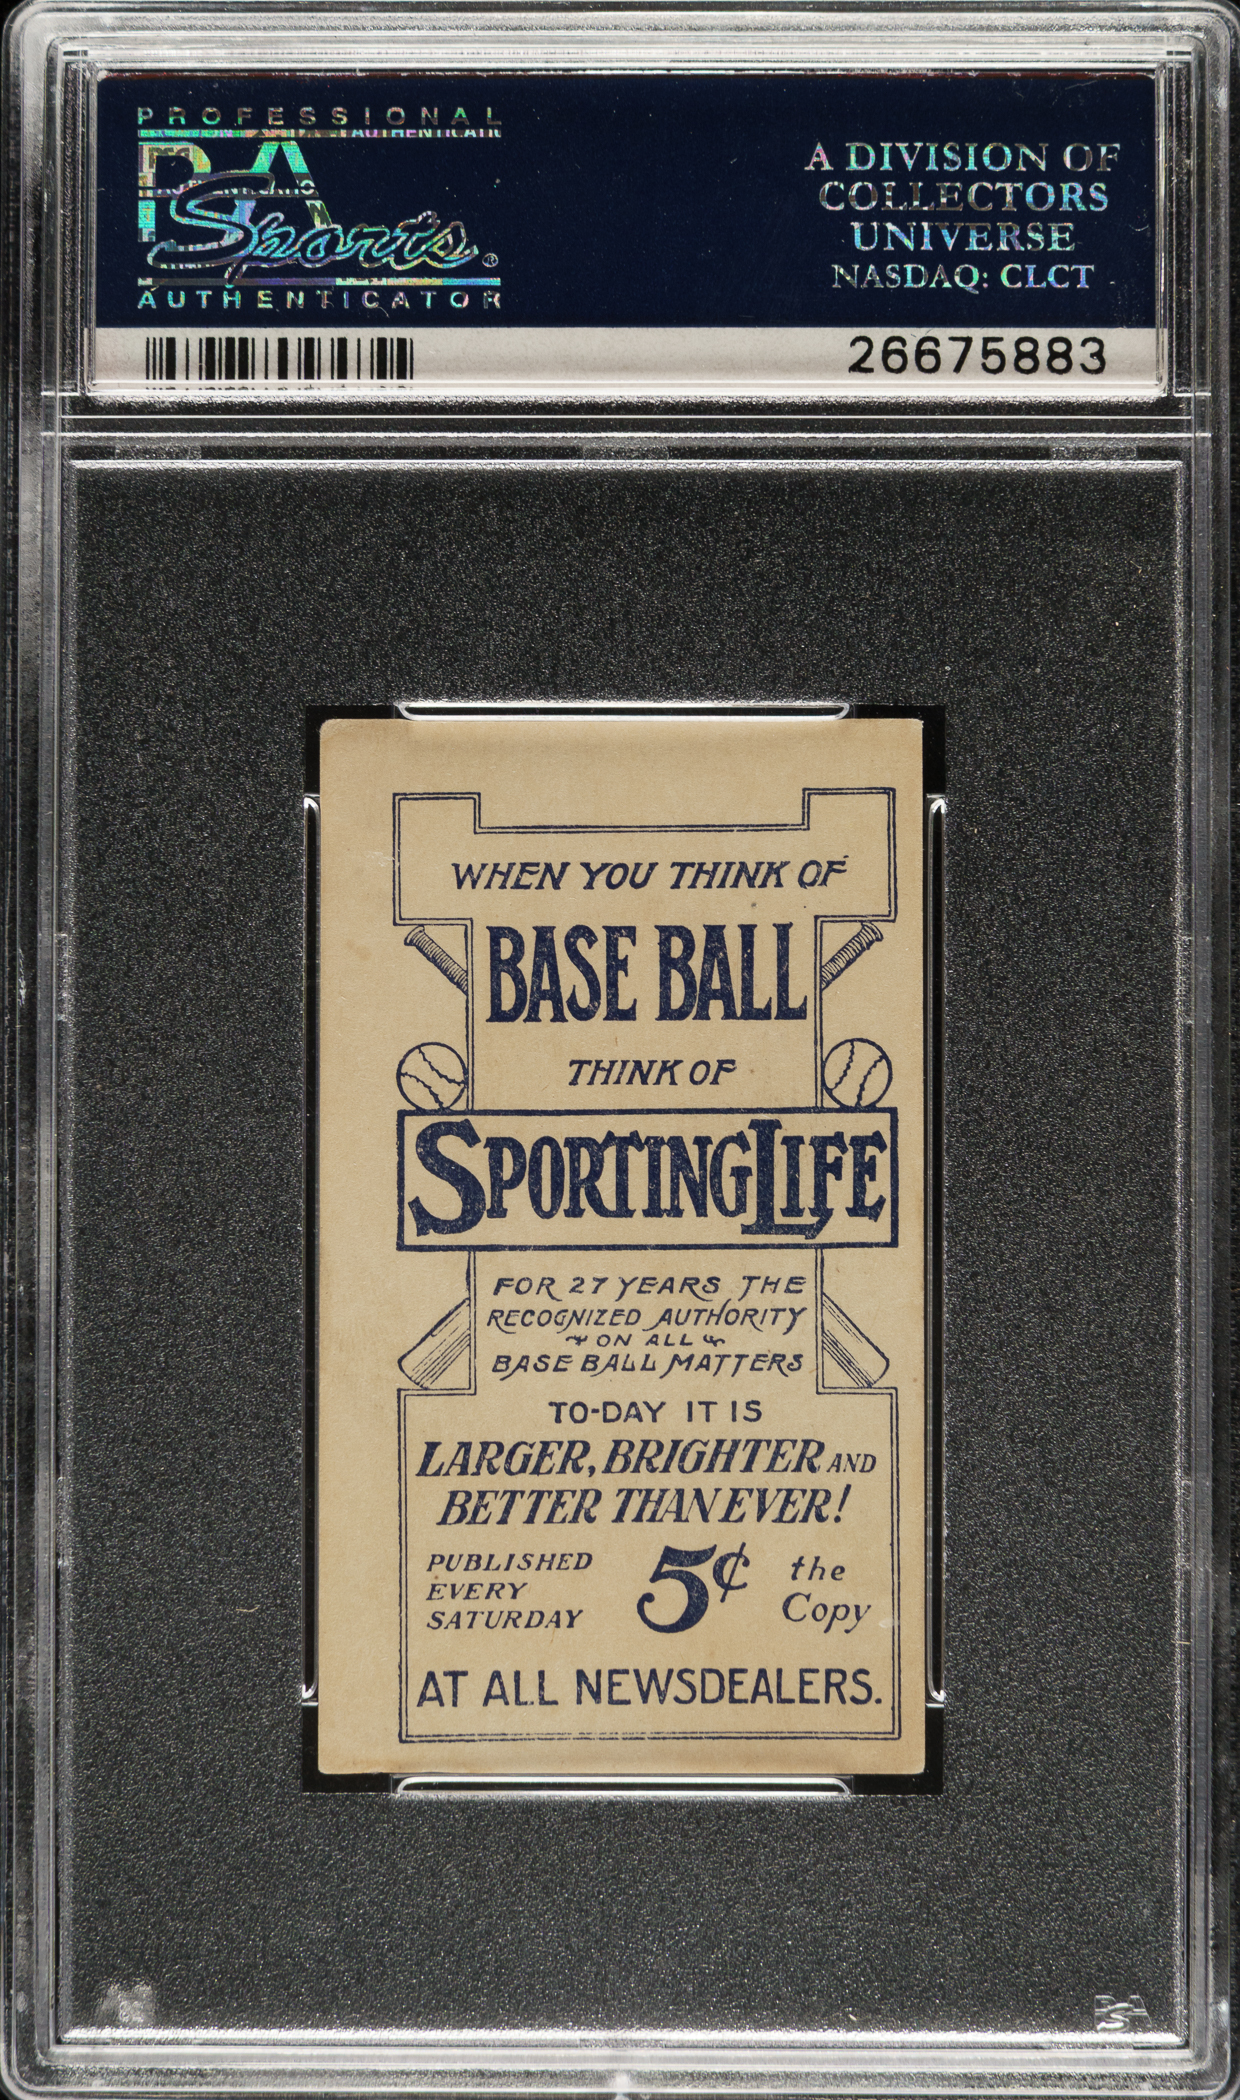 PROFESSIONAL
PSA
Sports®
AUTHENTICATOR
A DIVISION OF
COLLECTORS
UNIVERSE
NASDAQ: CLCT
26675883
WHEN YOU THINK OF
BASE BALL
THINK OF
SPORTING LIFE
FOR 27 YEARS THE
RECOGNIZED AUTHORITY
ON ALL
BASE BALL MATTERS
TO-DAY IT IS
LARGER, BRIGHTER AND
BETTER THAN EVER!
PUBLISHED
EVERY
SATURDAY
5¢
the
Copy
AT ALL NEWSDEALERS.
PSA